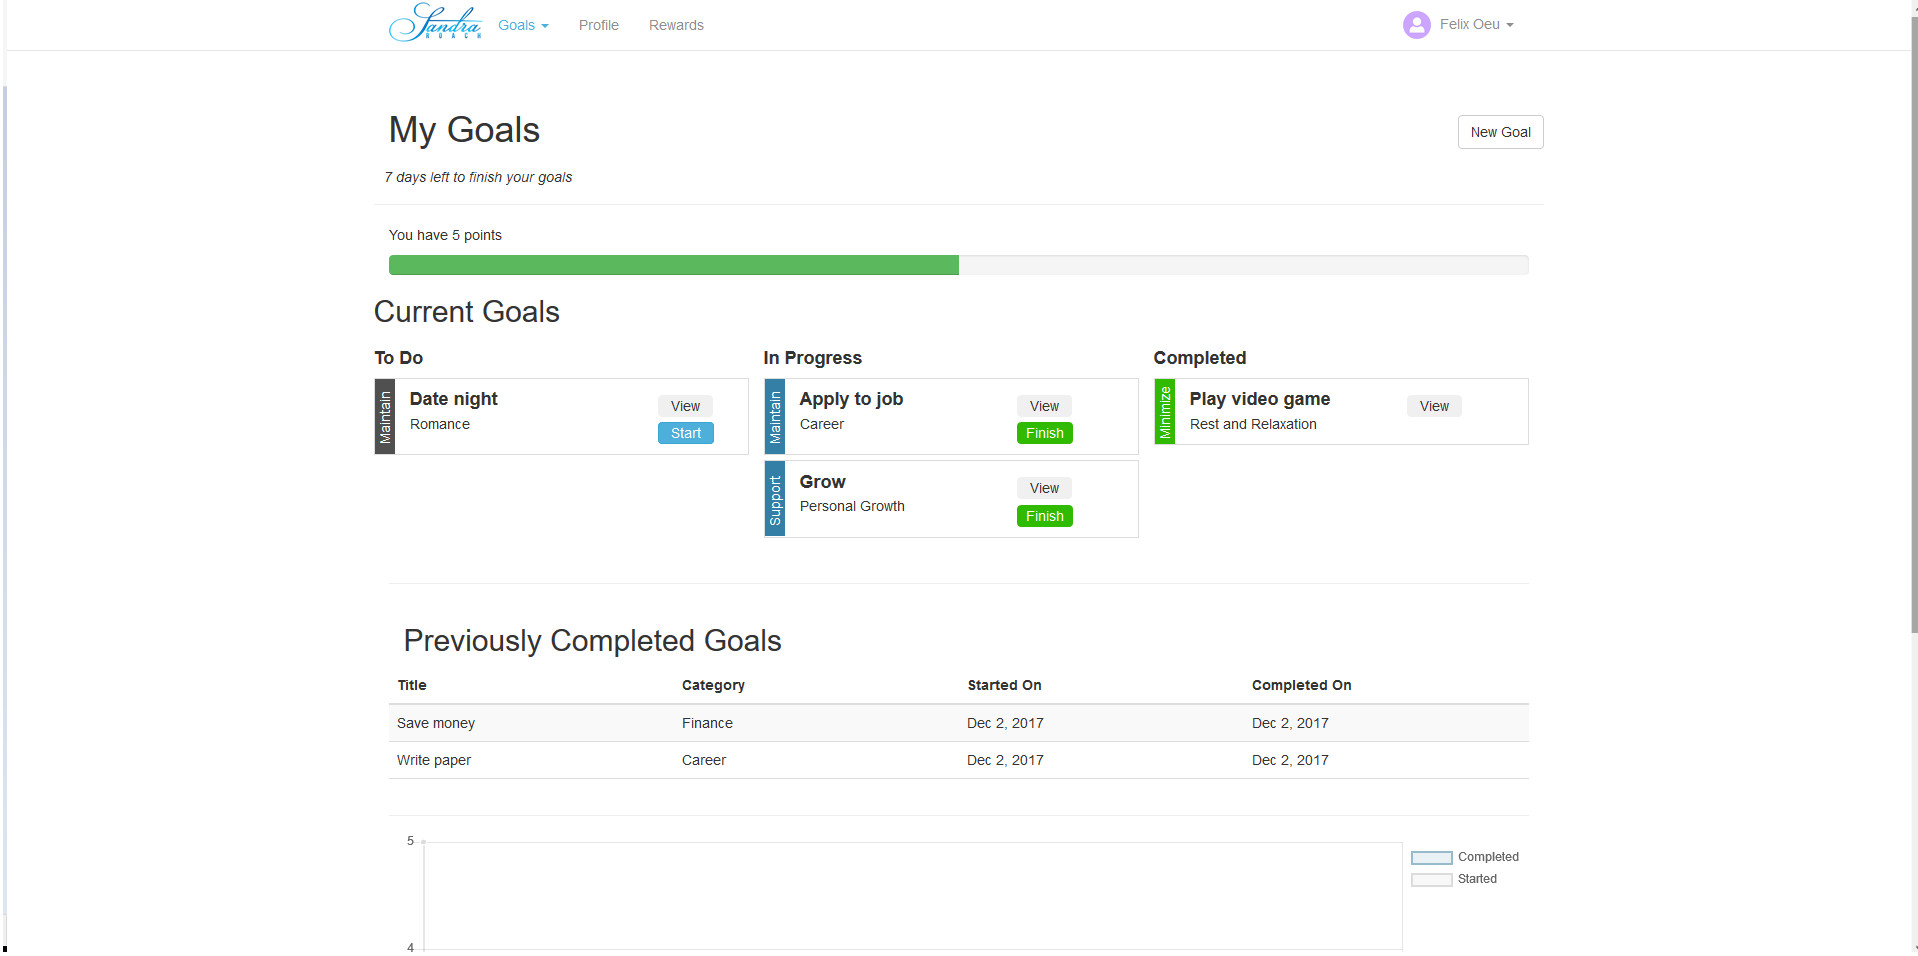 Sandra
ROACH
Goals
Profile
Rewards
Felix Oeu
My Goals
New Goal
7 days left to finish your goals
You have 5 points
Current Goals
To Do
In Progress
Completed
Maintain
Date night
Romance
View
Start
Maintain
Apply to job
Career
View
Finish
Minimize
Play video game
Rest and Relaxation
View
Support
Grow
Personal Growth
View
Finish
Previously Completed Goals
Title Category Started On Completed On
Save money Finance Dec 2, 2017 Dec 2, 2017
Write paper Career Dec 2, 2017 Dec 2, 2017
5
Completed
Started
4